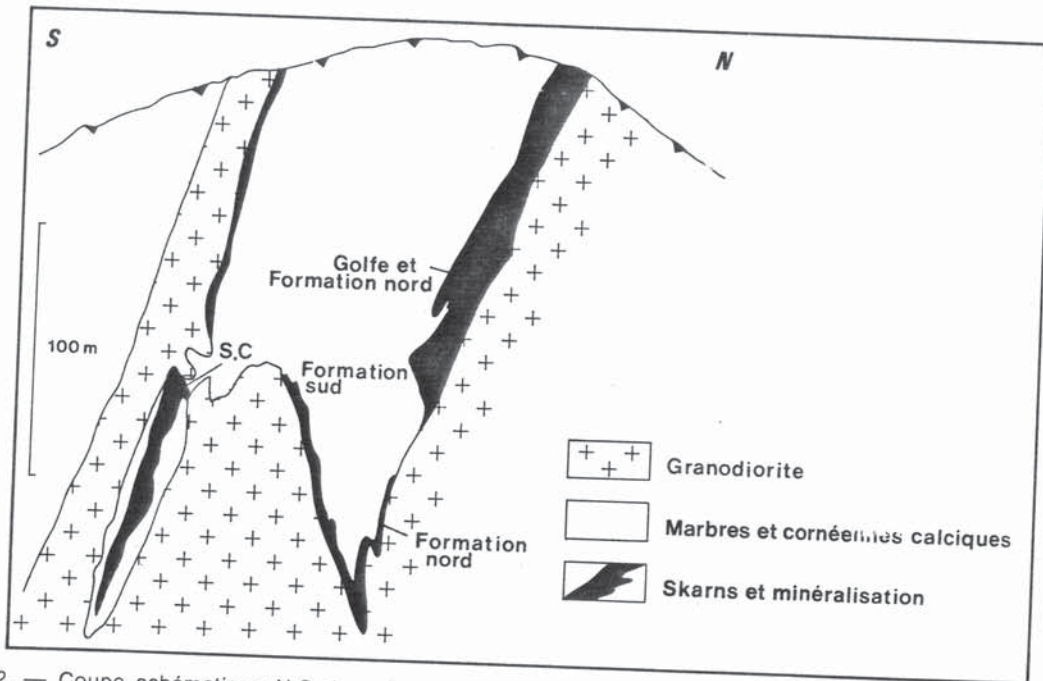 S
N
Golfe et
Formation nord
100 m
S.C
Formation
sud
Formation
nord
Granodiorite
Marbres et cornéennes calciques
Skarns et minéralisation
— Coupe schématique